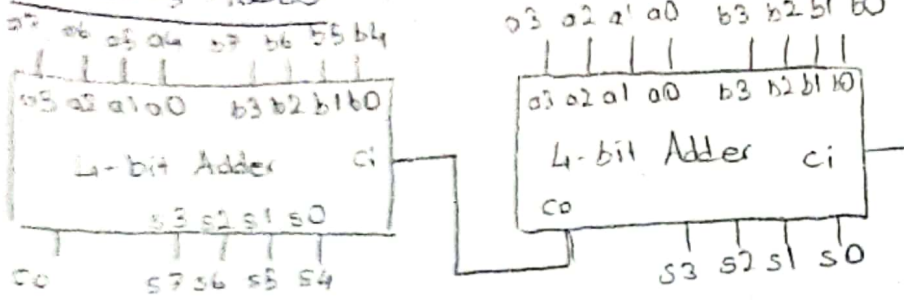 a7 a6 a5 a4 b7 b6 b5 b4
a3 a2 a1 a0 b3 b2 b1 b0
4-bit Adder ci
s3 s2 s1 s0
co s7 s6 s5 s4
a3 a2 a1 a0 b3 b2 b1 b0
a3 a2 a1 a0 b3 b2 b1 b0
4-bit Adder ci
co
s3 s2 s1 s0